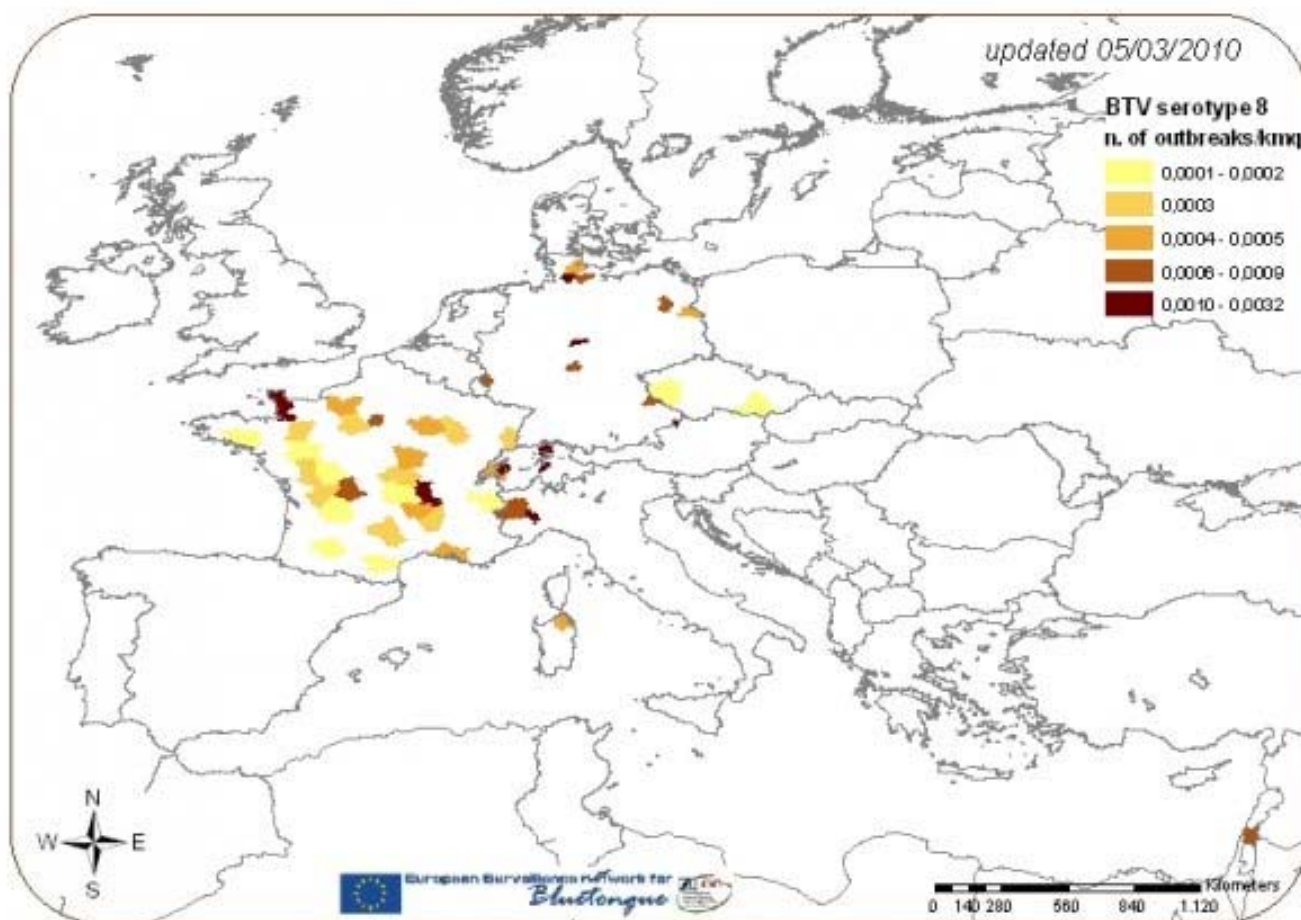 updated 05/03/2010
BTV serotype 8
n. of outbreaks/kmq
0,0001 - 0,0002
0,0003
0,0004 - 0,0005
0,0006 - 0,0009
0,0010 - 0,0032
N
W E
S
European Surveillance network for
Bluetongue
Kilometers
0 140 280 560 840 1.120